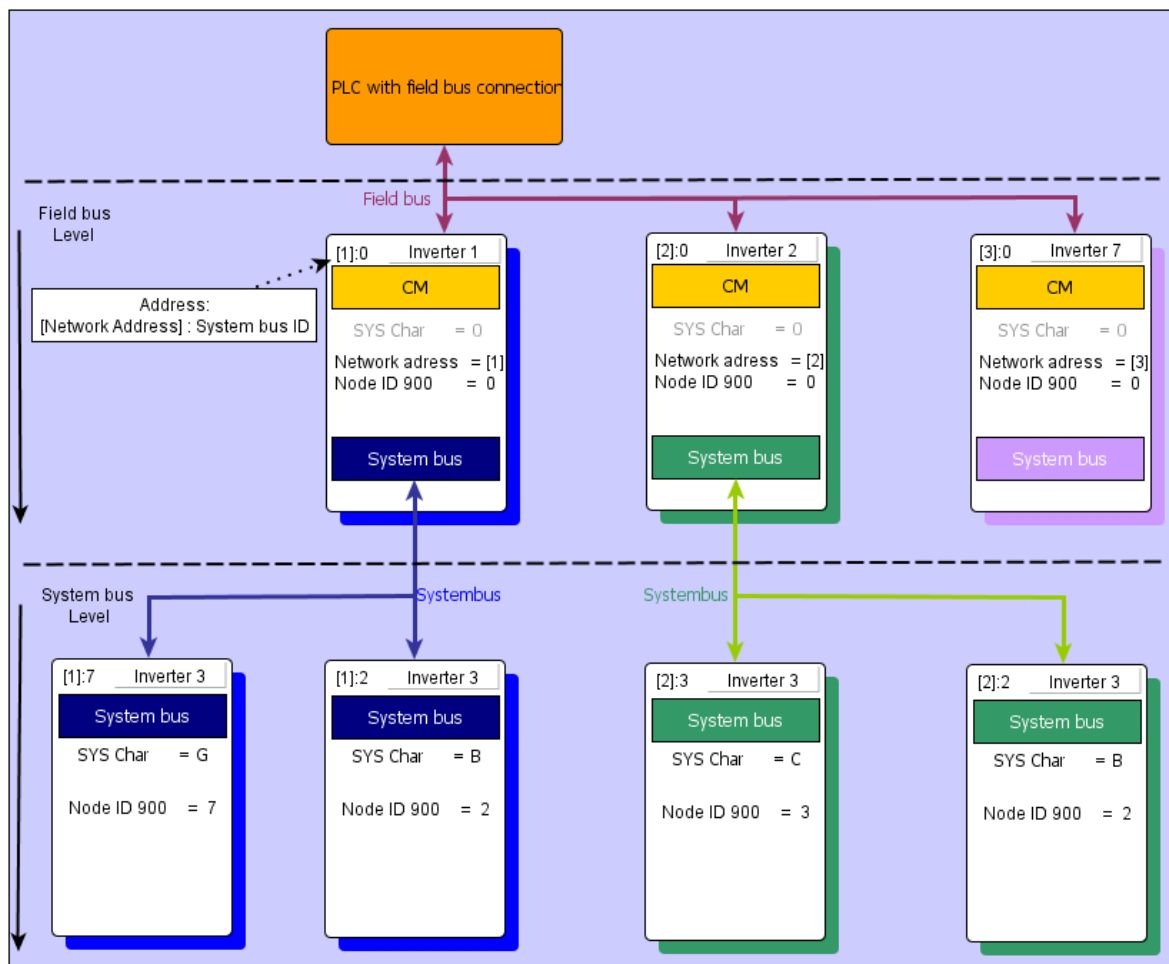 PLC with field bus connection
Field bus
Level
Field bus
Address:
[Network Address] : System bus ID
[1]:0 Inverter 1
CM
SYS Char = 0
Network adress = [1]
Node ID 900 = 0
System bus
[2]:0 Inverter 2
CM
SYS Char = 0
Network adress = [2]
Node ID 900 = 0
System bus
[3]:0 Inverter 7
CM
SYS Char = 0
Network adress = [3]
Node ID 900 = 0
System bus
System bus
Level
Systembus
Systembus
[1]:7 Inverter 3
System bus
SYS Char = G
Node ID 900 = 7
[1]:2 Inverter 3
System bus
SYS Char = B
Node ID 900 = 2
[2]:3 Inverter 3
System bus
SYS Char = C
Node ID 900 = 3
[2]:2 Inverter 3
System bus
SYS Char = B
Node ID 900 = 2